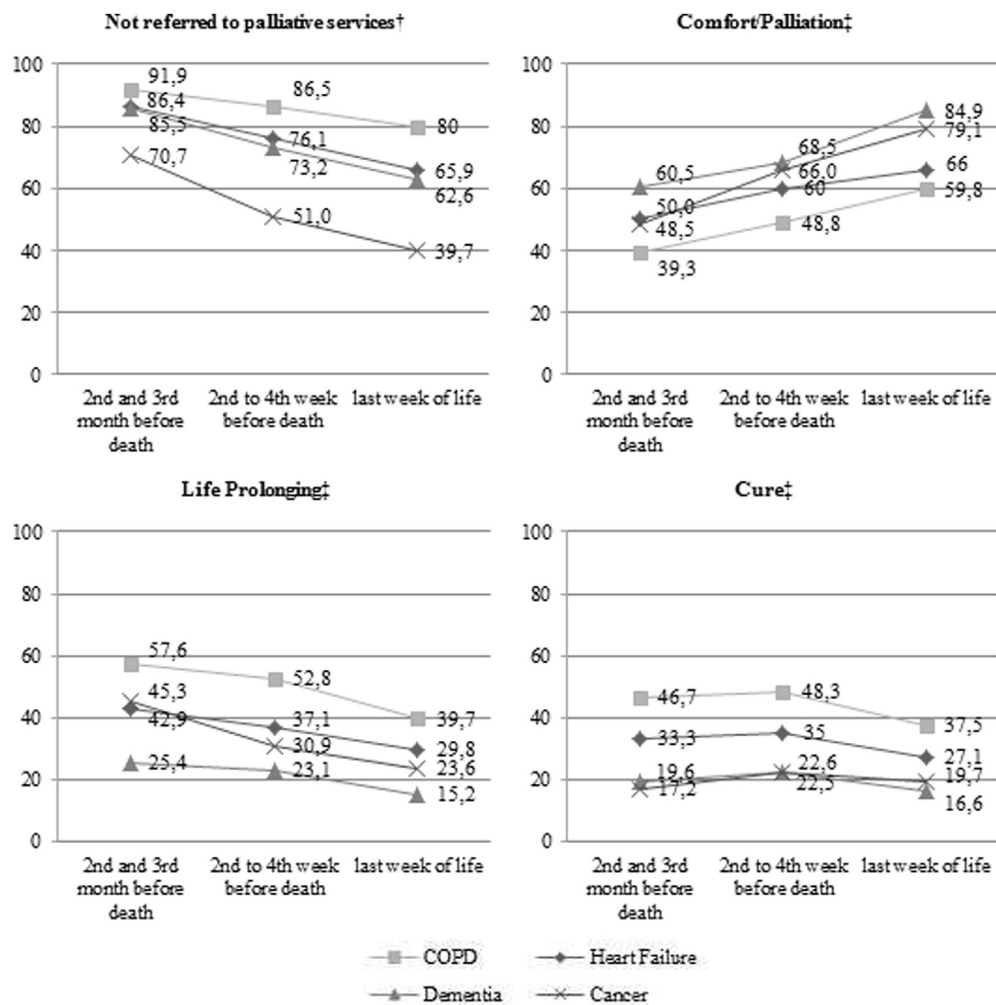 Not referred to palliative services†
100
80
60
40
20
0
91,9
86,4
85,5
70,7
86,5
76,1
73,2
51,0
80
65,9
62,6
39,7
2nd and 3rd
month before
death
2nd to 4th week
before death
last week of life
Comfort/Palliation‡
100
80
60
40
20
0
60,5
50,0
48,5
39,3
68,5
66,0
60
48,8
84,9
79,1
66
59,8
2nd and 3rd
month before
death
2nd to 4th week
before death
last week of life
Life Prolonging‡
100
80
60
40
20
0
57,6
45,3
42,9
25,4
52,8
37,1
30,9
23,1
39,7
29,8
23,6
15,2
2nd and 3rd
month before
death
2nd to 4th week
before death
last week of life
Cure‡
100
80
60
40
20
0
46,7
33,3
19,6
17,2
48,3
35
22,6
22,5
37,5
27,1
19,7
16,6
2nd and 3rd
month before
death
2nd to 4th week
before death
last week of life
COPD
Heart Failure
Dementia
Cancer